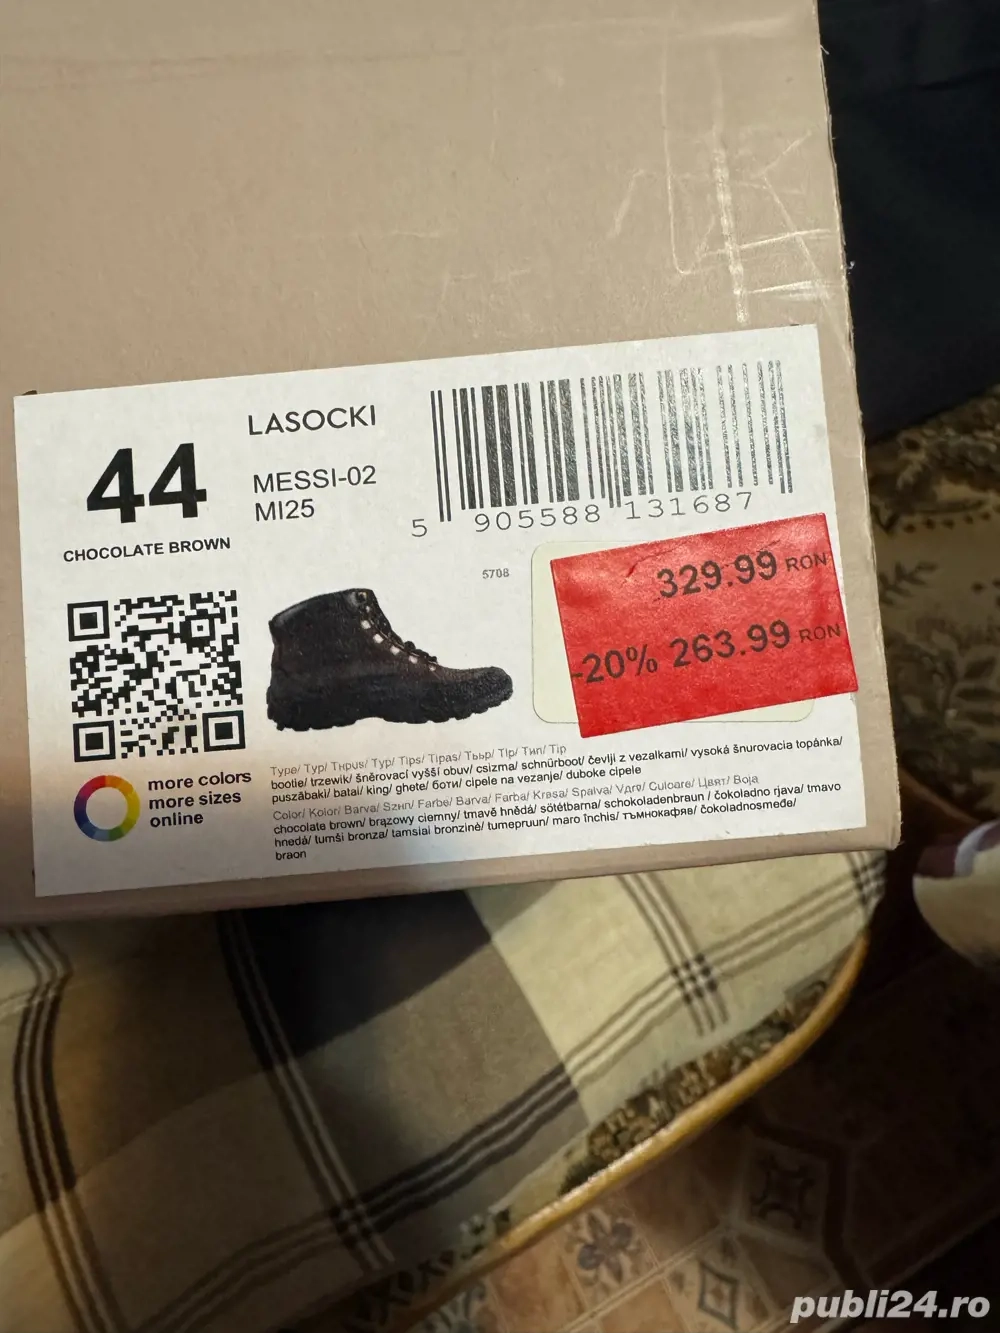 LASOCKI
44
MESSI-02
MI25
CHOCOLATE BROWN
5 905588 131687
5708
329.99 RON
-20% 263.99 RON
more colors
more sizes
online
Type/ Typ/ Тип/ Typ/ Typ/ Tips/ Tipas/ Tip/ Тип/ Tip
bootie/ trzewik/ šněrovací vyšší obuv/ csizma/ schnürboot/ čevlji z vezalkami/ vysoká šnurovacia topánka/
puszābaki/ batai/ king/ ghete/ боти/ cipele na vezanje/ duboke cipele
Color/ Kolor/ Barva/ Szín/ Farbe/ Barva/ Farba/ Krāsa/ Spalva/ Culoare/ Цвят/ Boja
chocolate brown/ brązowy ciemny/ tmavě hnědá/ sötétbarna/ schokoladenbraun / čokoladno rjava/ tmavo
hnedá/ tumši bronza/ tamsiai bronzinė/ tumepruun/ maro închis/ тъмнокафяв/ čokoladnosmeđe/
braon
publi24.ro